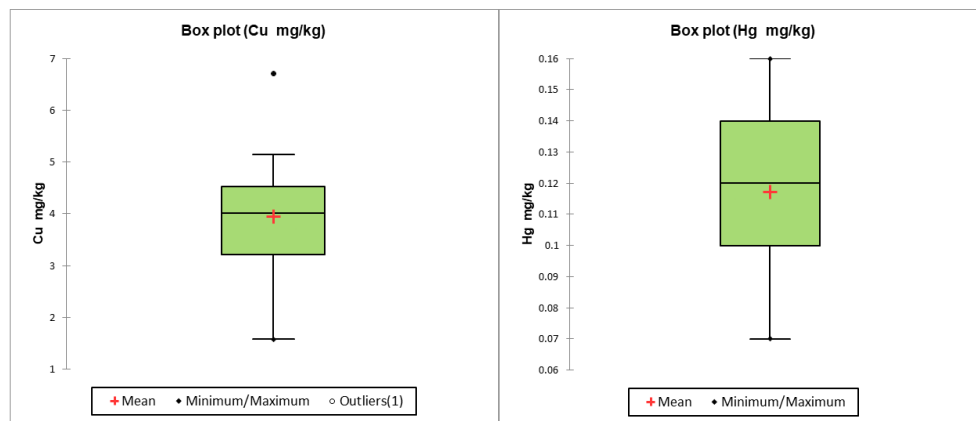 Box plot (Cu  mg/kg)
7
6
5
4
3
2
1
Cu  mg/kg
Mean
Minimum/Maximum
Outliers(1)
Box plot (Hg  mg/kg)
0.16
0.15
0.14
0.13
0.12
0.11
0.1
0.09
0.08
0.07
0.06
Hg  mg/kg
Mean
Minimum/Maximum